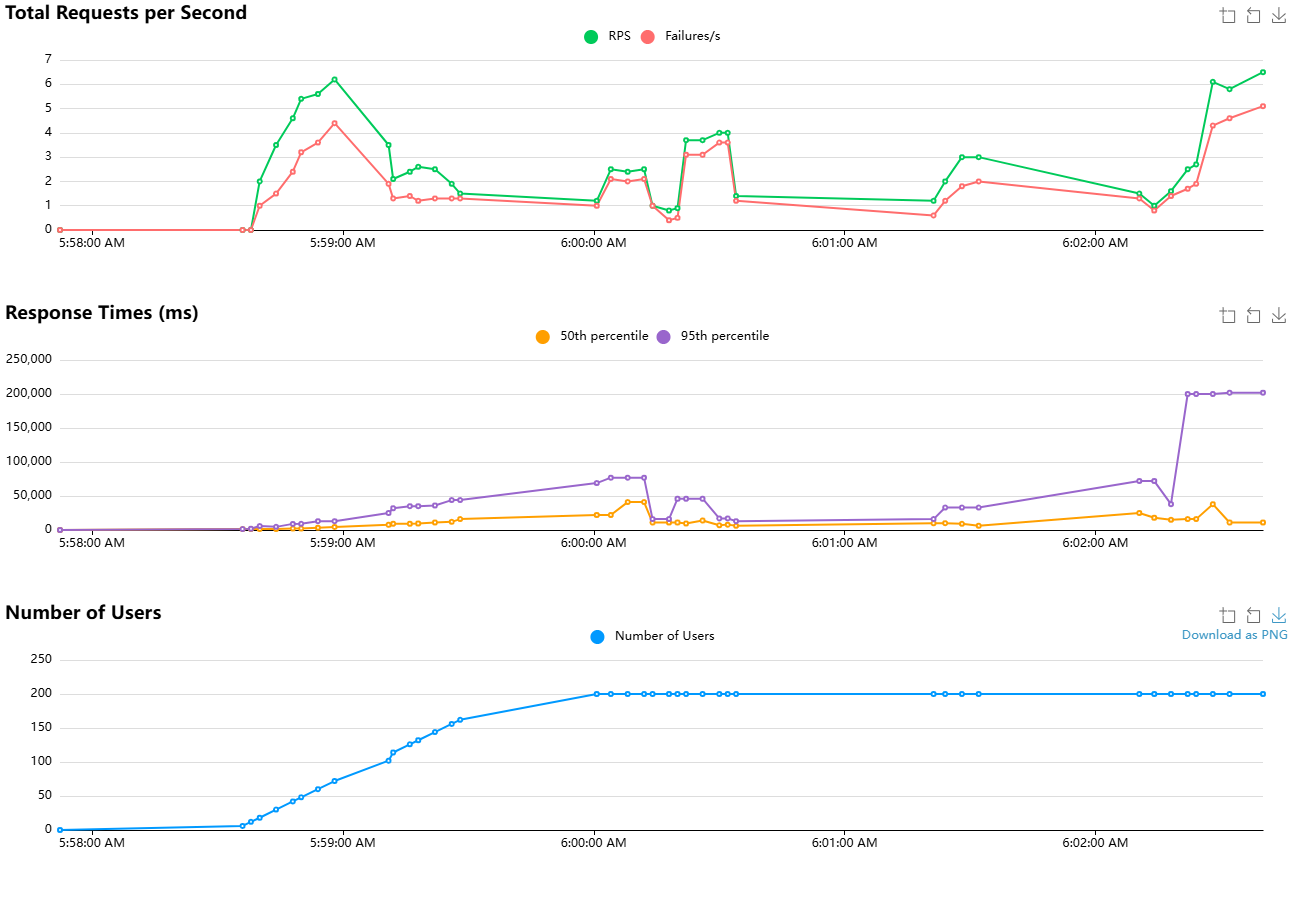 Total Requests per Second
RPS Failures/s
7
6
5
4
3
2
1
0
5:58:00 AM 5:59:00 AM 6:00:00 AM 6:01:00 AM 6:02:00 AM
Response Times (ms)
50th percentile 95th percentile
250,000
200,000
150,000
100,000
50,000
0
5:58:00 AM 5:59:00 AM 6:00:00 AM 6:01:00 AM 6:02:00 AM
Number of Users
Download as PNG
Number of Users
250
200
150
100
50
0
5:58:00 AM 5:59:00 AM 6:00:00 AM 6:01:00 AM 6:02:00 AM